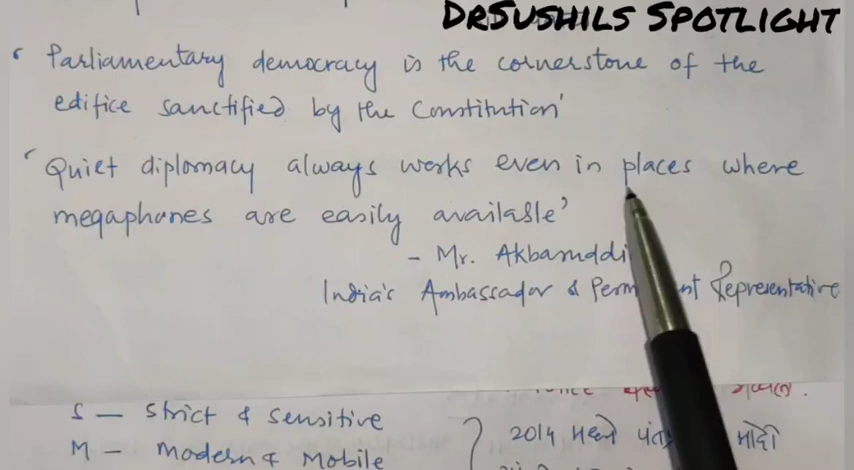 DRSUSHILS SPOTLIGHT
‘Parliamentary democracy is the cornerstone of the
edifice sanctified by the Constitution’
‘Quiet diplomacy always works even in places where
megaphones are easily available’
- Mr. Akbaruddi
India's Ambassador & Perm nt Representative
S — Strict & Sensitive
M — Modern & Mobile
2014 मध्ये मोदी